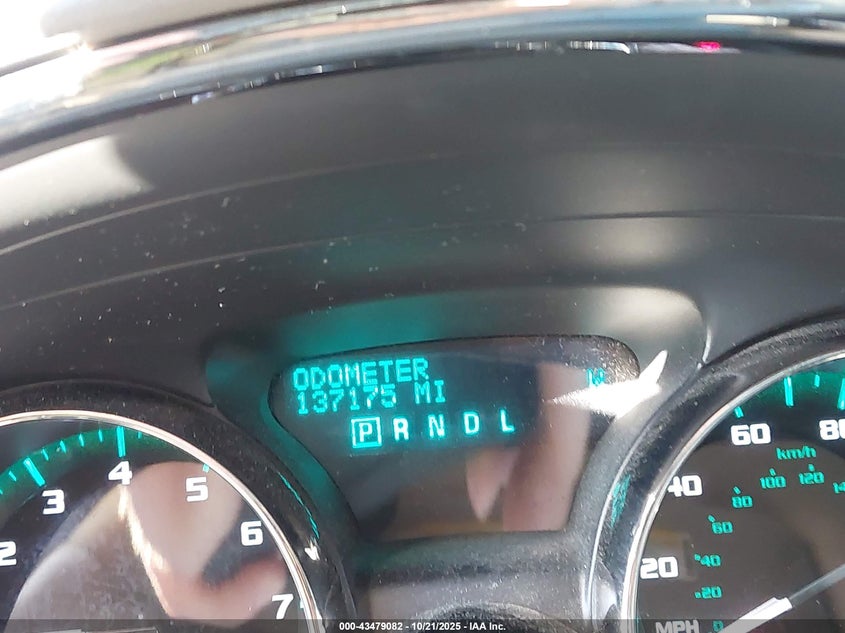 ODOMETER
137175 MI
N
P R N D L
2 3 4 5 6 7
20 40 60
km/h
20 40 60 80 100 120
MPH 0
000-43479082 - 10/21/2025 - IAA Inc.